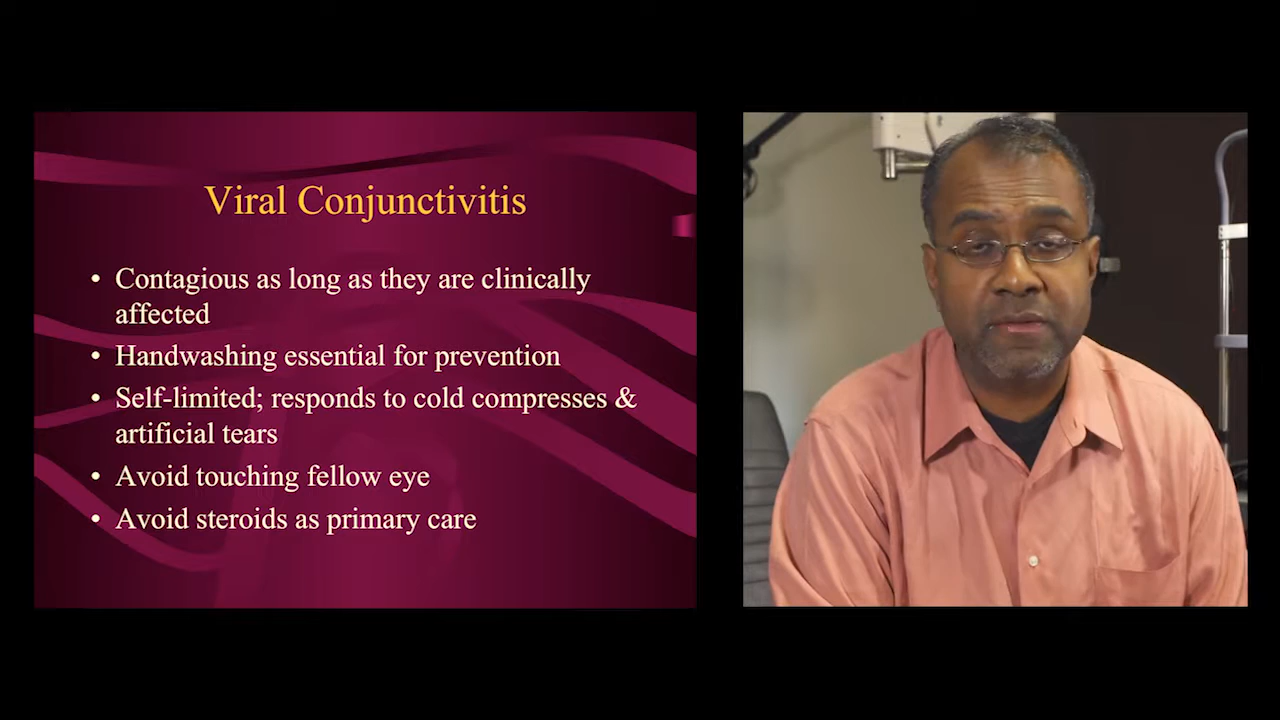 Viral Conjunctivitis
• Contagious as long as they are clinically
affected
• Handwashing essential for prevention
• Self-limited; responds to cold compresses &
artificial tears
• Avoid touching fellow eye
• Avoid steroids as primary care